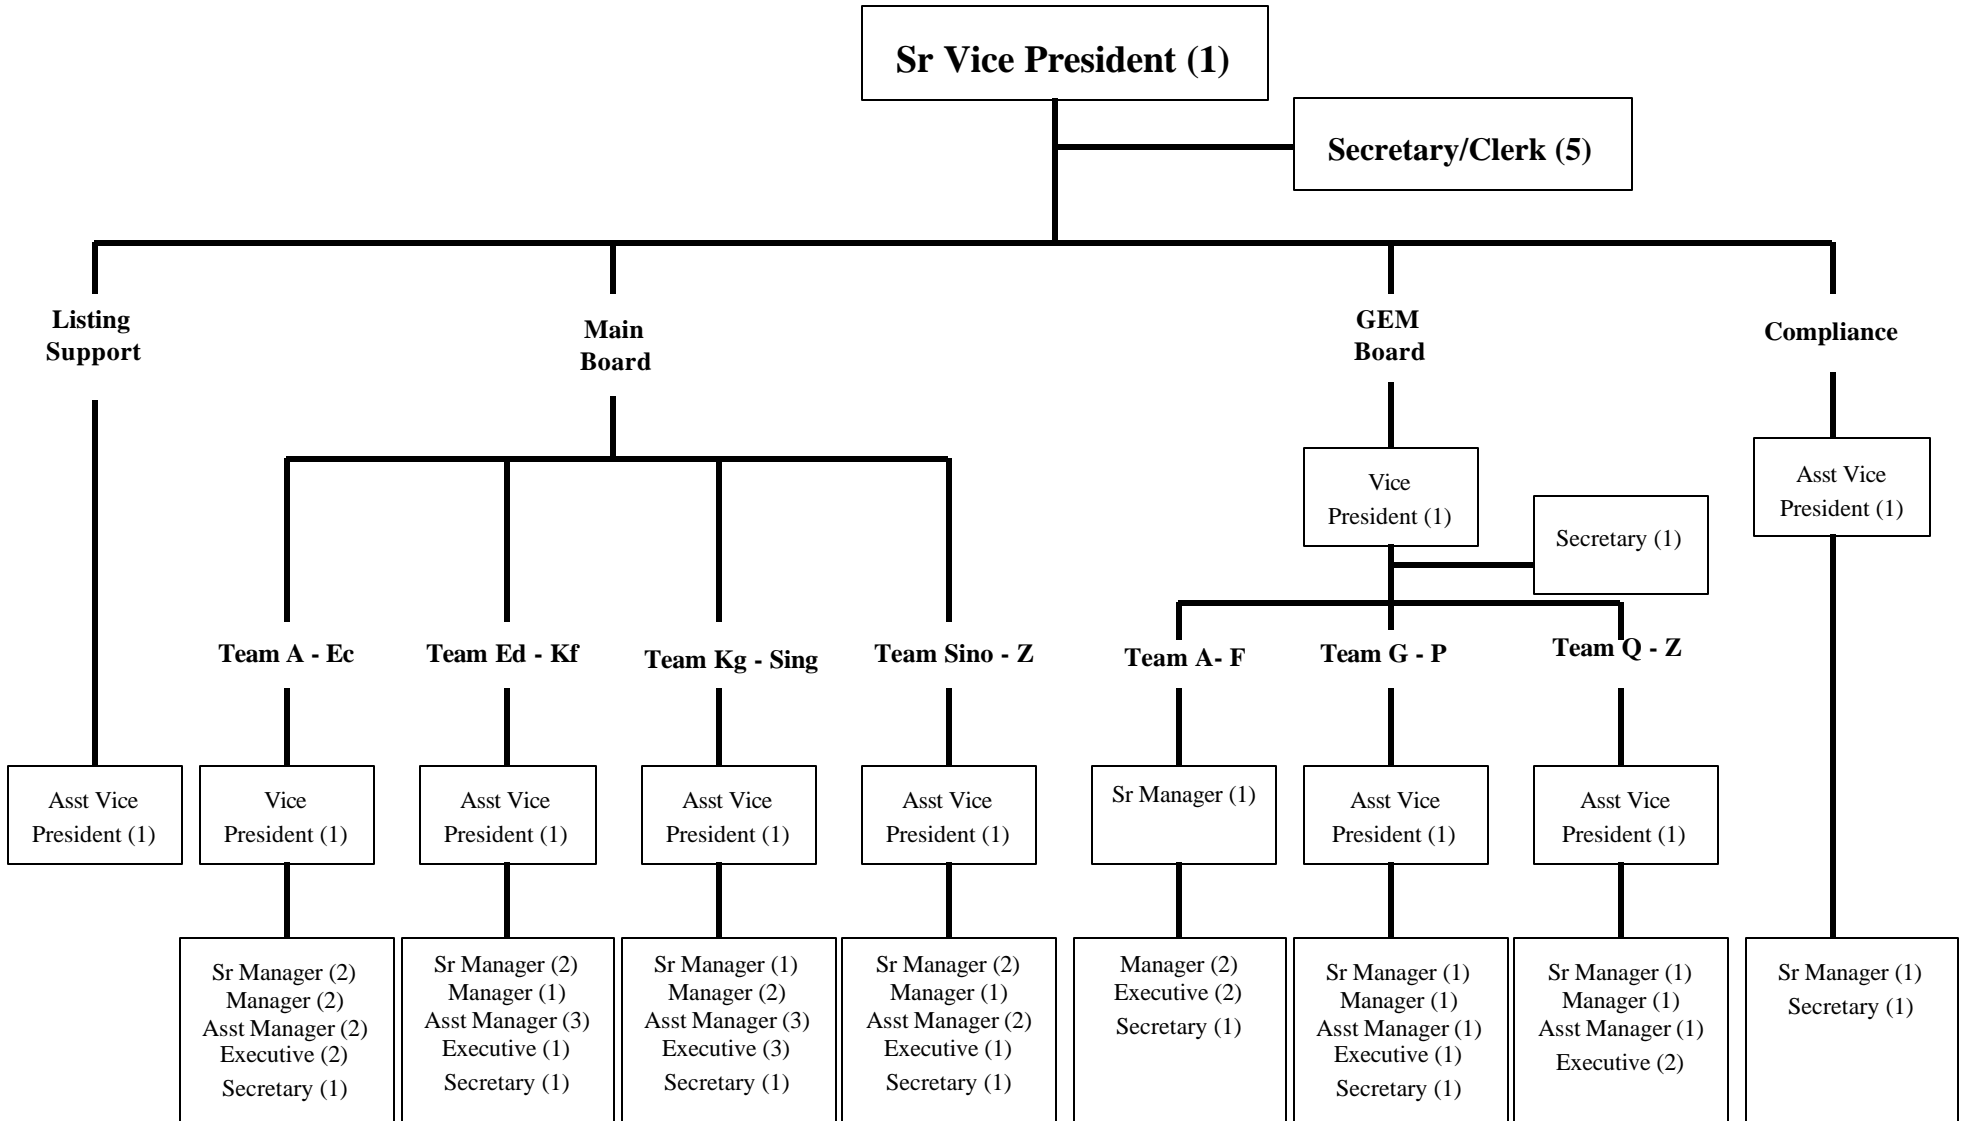 Sr Vice President (1)
Secretary/Clerk (5)
Listing
Support
Main
Board
GEM
Board
Compliance
Vice
President (1)
Secretary (1)
Asst Vice
President (1)
Team A - Ec
Team Ed - Kf
Team Kg - Sing
Team Sino - Z
Team A- F
Team G - P
Team Q - Z
Asst Vice
President (1)
Vice
President (1)
Asst Vice
President (1)
Asst Vice
President (1)
Asst Vice
President (1)
Sr Manager (1)
Asst Vice
President (1)
Asst Vice
President (1)
Sr Manager (2)
Manager (2)
Asst Manager (2)
Executive (2)
Secretary (1)
Sr Manager (2)
Manager (1)
Asst Manager (3)
Executive (1)
Secretary (1)
Sr Manager (1)
Manager (2)
Asst Manager (3)
Executive (3)
Secretary (1)
Sr Manager (2)
Manager (1)
Asst Manager (2)
Executive (1)
Secretary (1)
Manager (2)
Executive (2)
Secretary (1)
Sr Manager (1)
Manager (1)
Asst Manager (1)
Executive (1)
Secretary (1)
Sr Manager (1)
Manager (1)
Asst Manager (1)
Executive (2)
Sr Manager (1)
Secretary (1)